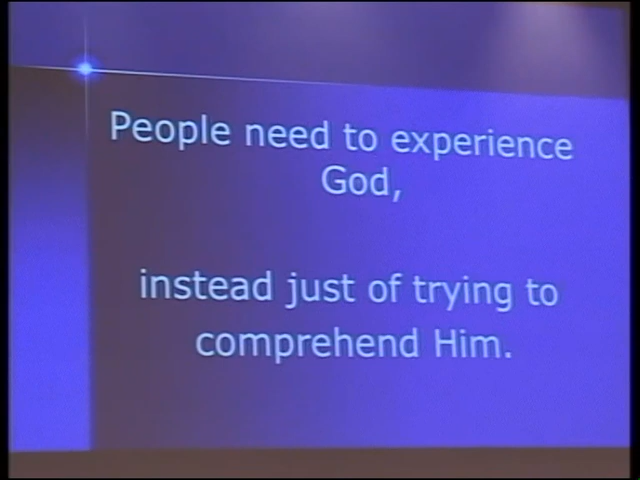 People need to experience
God,
instead just of trying to
comprehend Him.